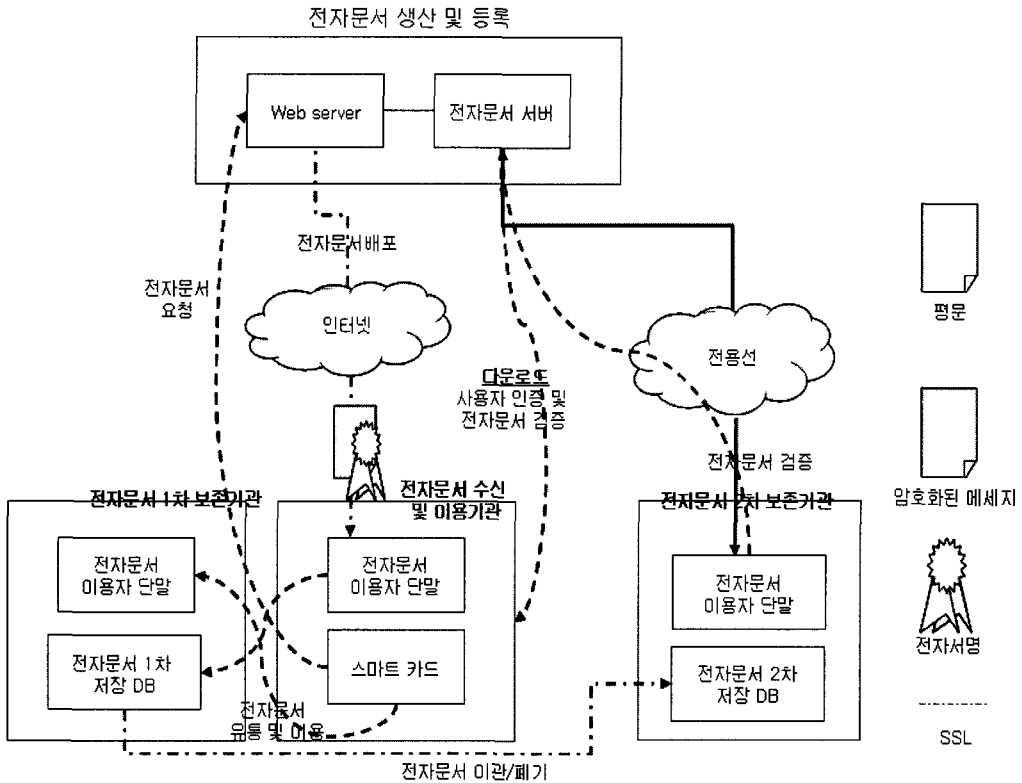 전자문서 생산 및 등록
Web server
전자문서 서버
전자문서배포
전자문서
요청
인터넷
전용선
평문
다운로드
사용자 인증 및
전자문서 검증
전자문서 검증
암호화된 메세지
전자문서 1차 보존기관
전자문서 수신
및 이용기관
전자문서 2차 보존기관
전자문서
이용자 단말
전자문서
이용자 단말
전자문서
이용자 단말
전자서명
전자문서 1차
저장 DB
스마트 카드
전자문서 2차
저장 DB
전자문서
유통 및 이용
SSL
전자문서 이관/폐기